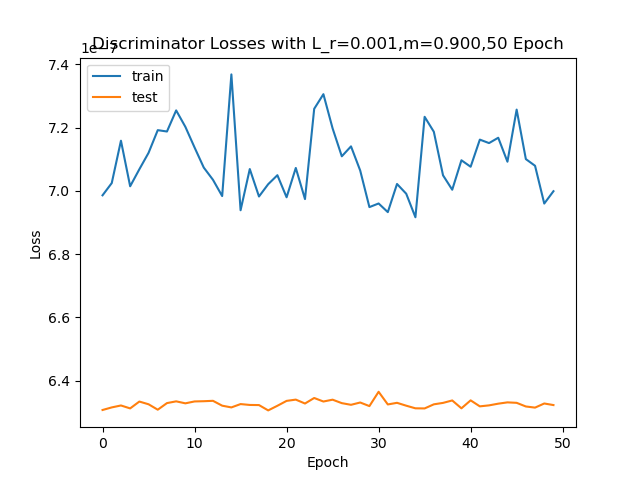 Discriminator Losses with L_r=0.001,m=0.900,50 Epoch
1e−7
train
test
7.4
7.2
7.0
6.8
6.6
6.4
Loss
0 10 20 30 40 50
Epoch